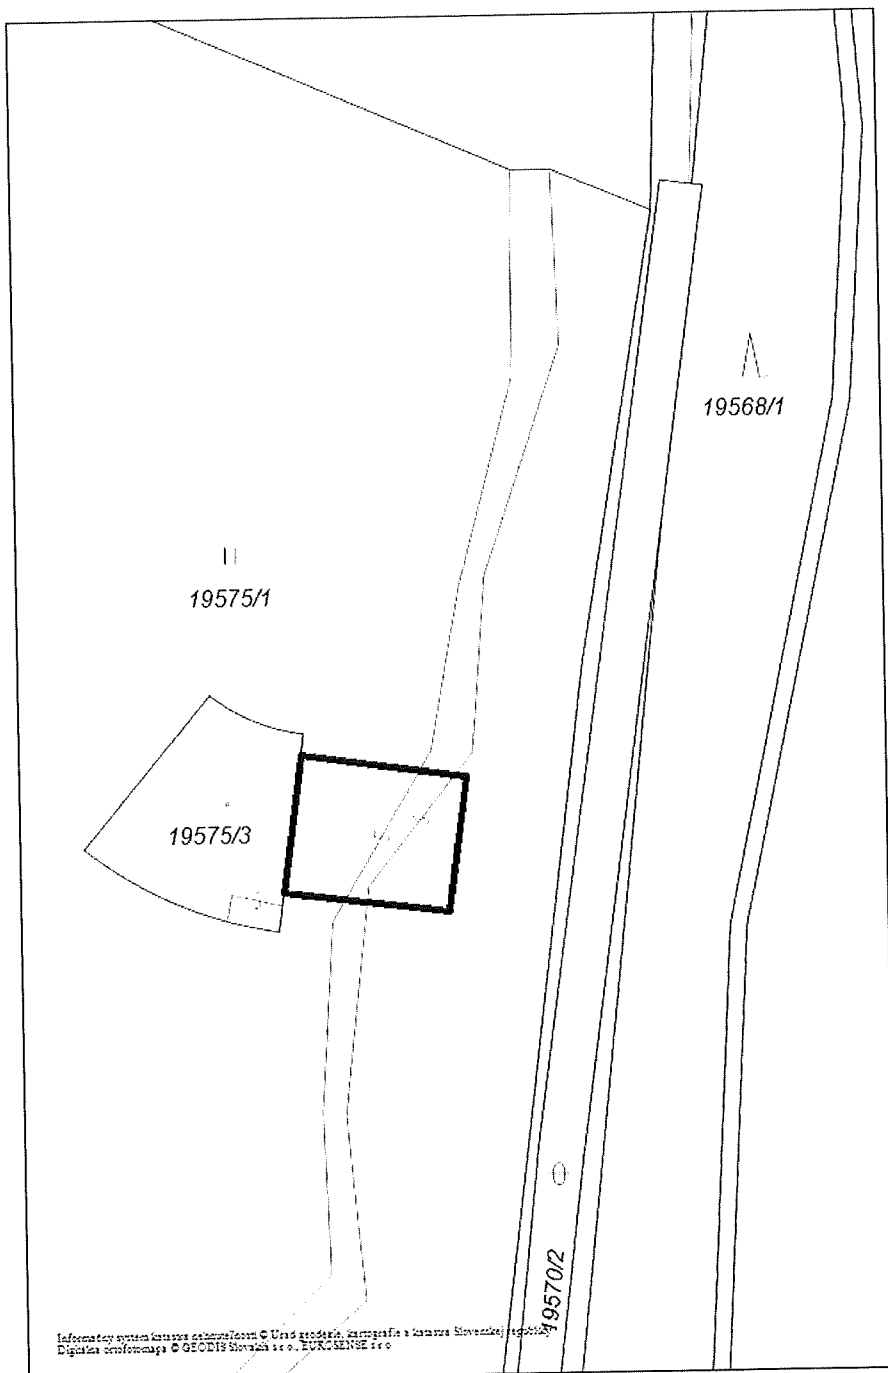 19568/1
19575/1
19575/3
19570/2
Informačný systém katastra nehnuteľností © Úrad geodézie, kartografie a katastra Slovenskej republiky
Digitálna ortofotomapa © GEODIS Slovakia s r o, EUROSENSE s r o